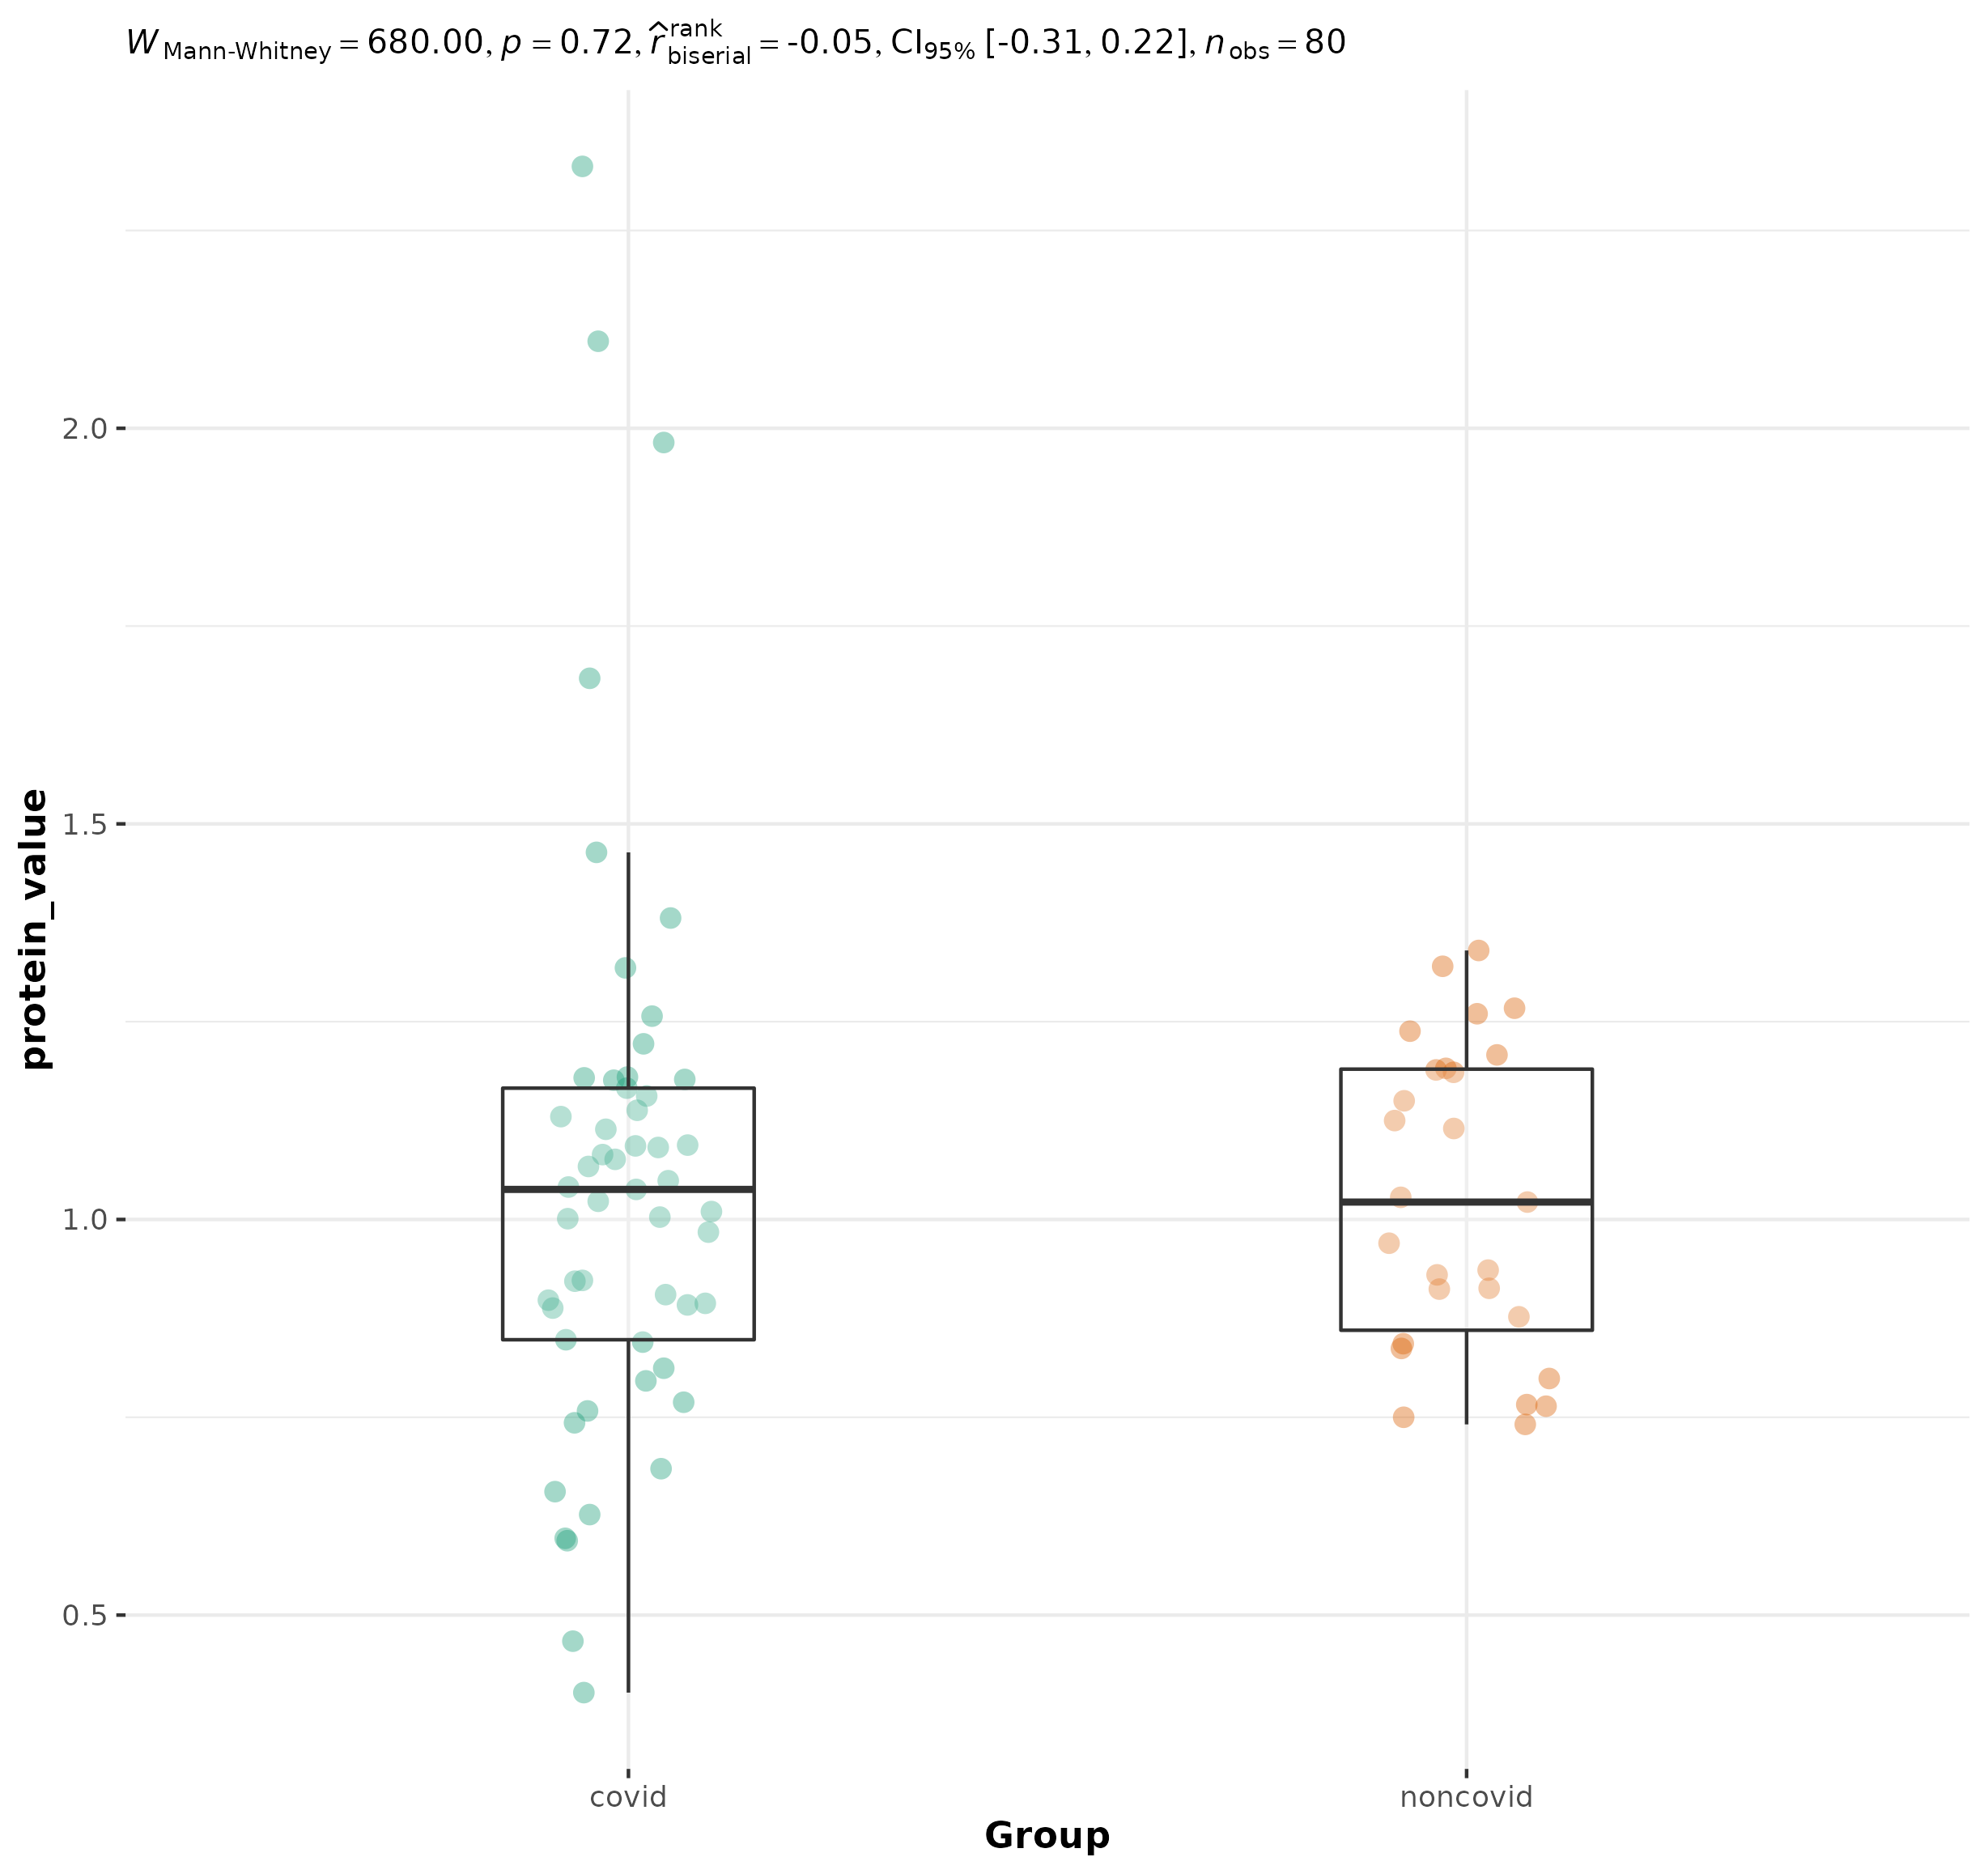 W Mann-Whitney = 680.00, p = 0.72, r̂ rank biserial = -0.05, CI95% [-0.31, 0.22], n obs = 80
protein_value
2.0
1.5
1.0
0.5
covid noncovid
Group